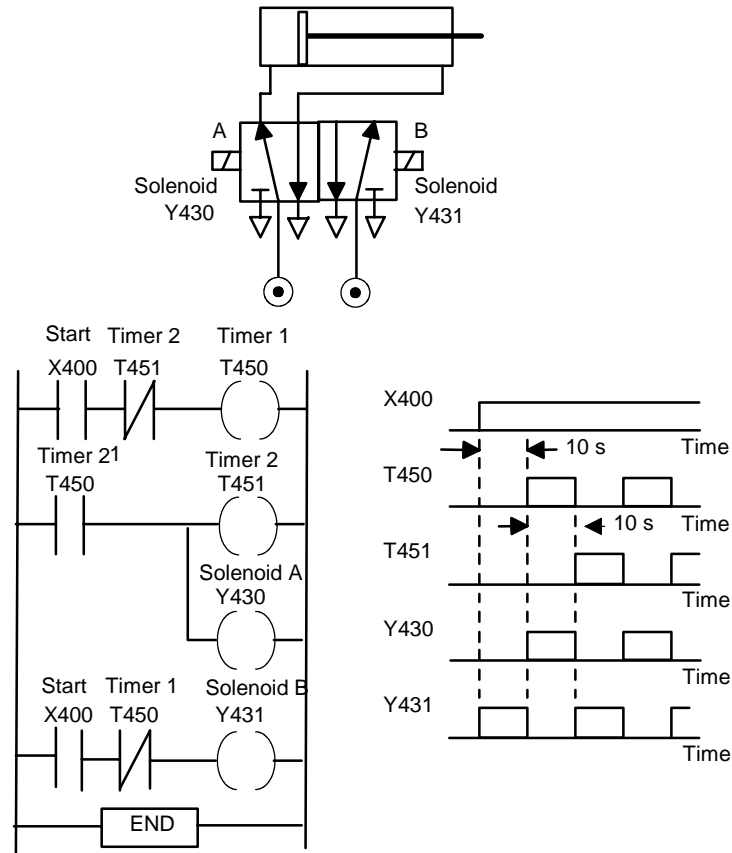 A
B
Solenoid
Y430
Solenoid
Y431
Start Timer 2 Timer 1
X400 T451 T450
Timer 21
T450
Timer 2
T451
Solenoid A
Y430
Start Timer 1 Solenoid B
X400 T450 Y431
END
X400
Time
10 s
T450
Time
10 s
T451
Time
Y430
Time
Y431
Time